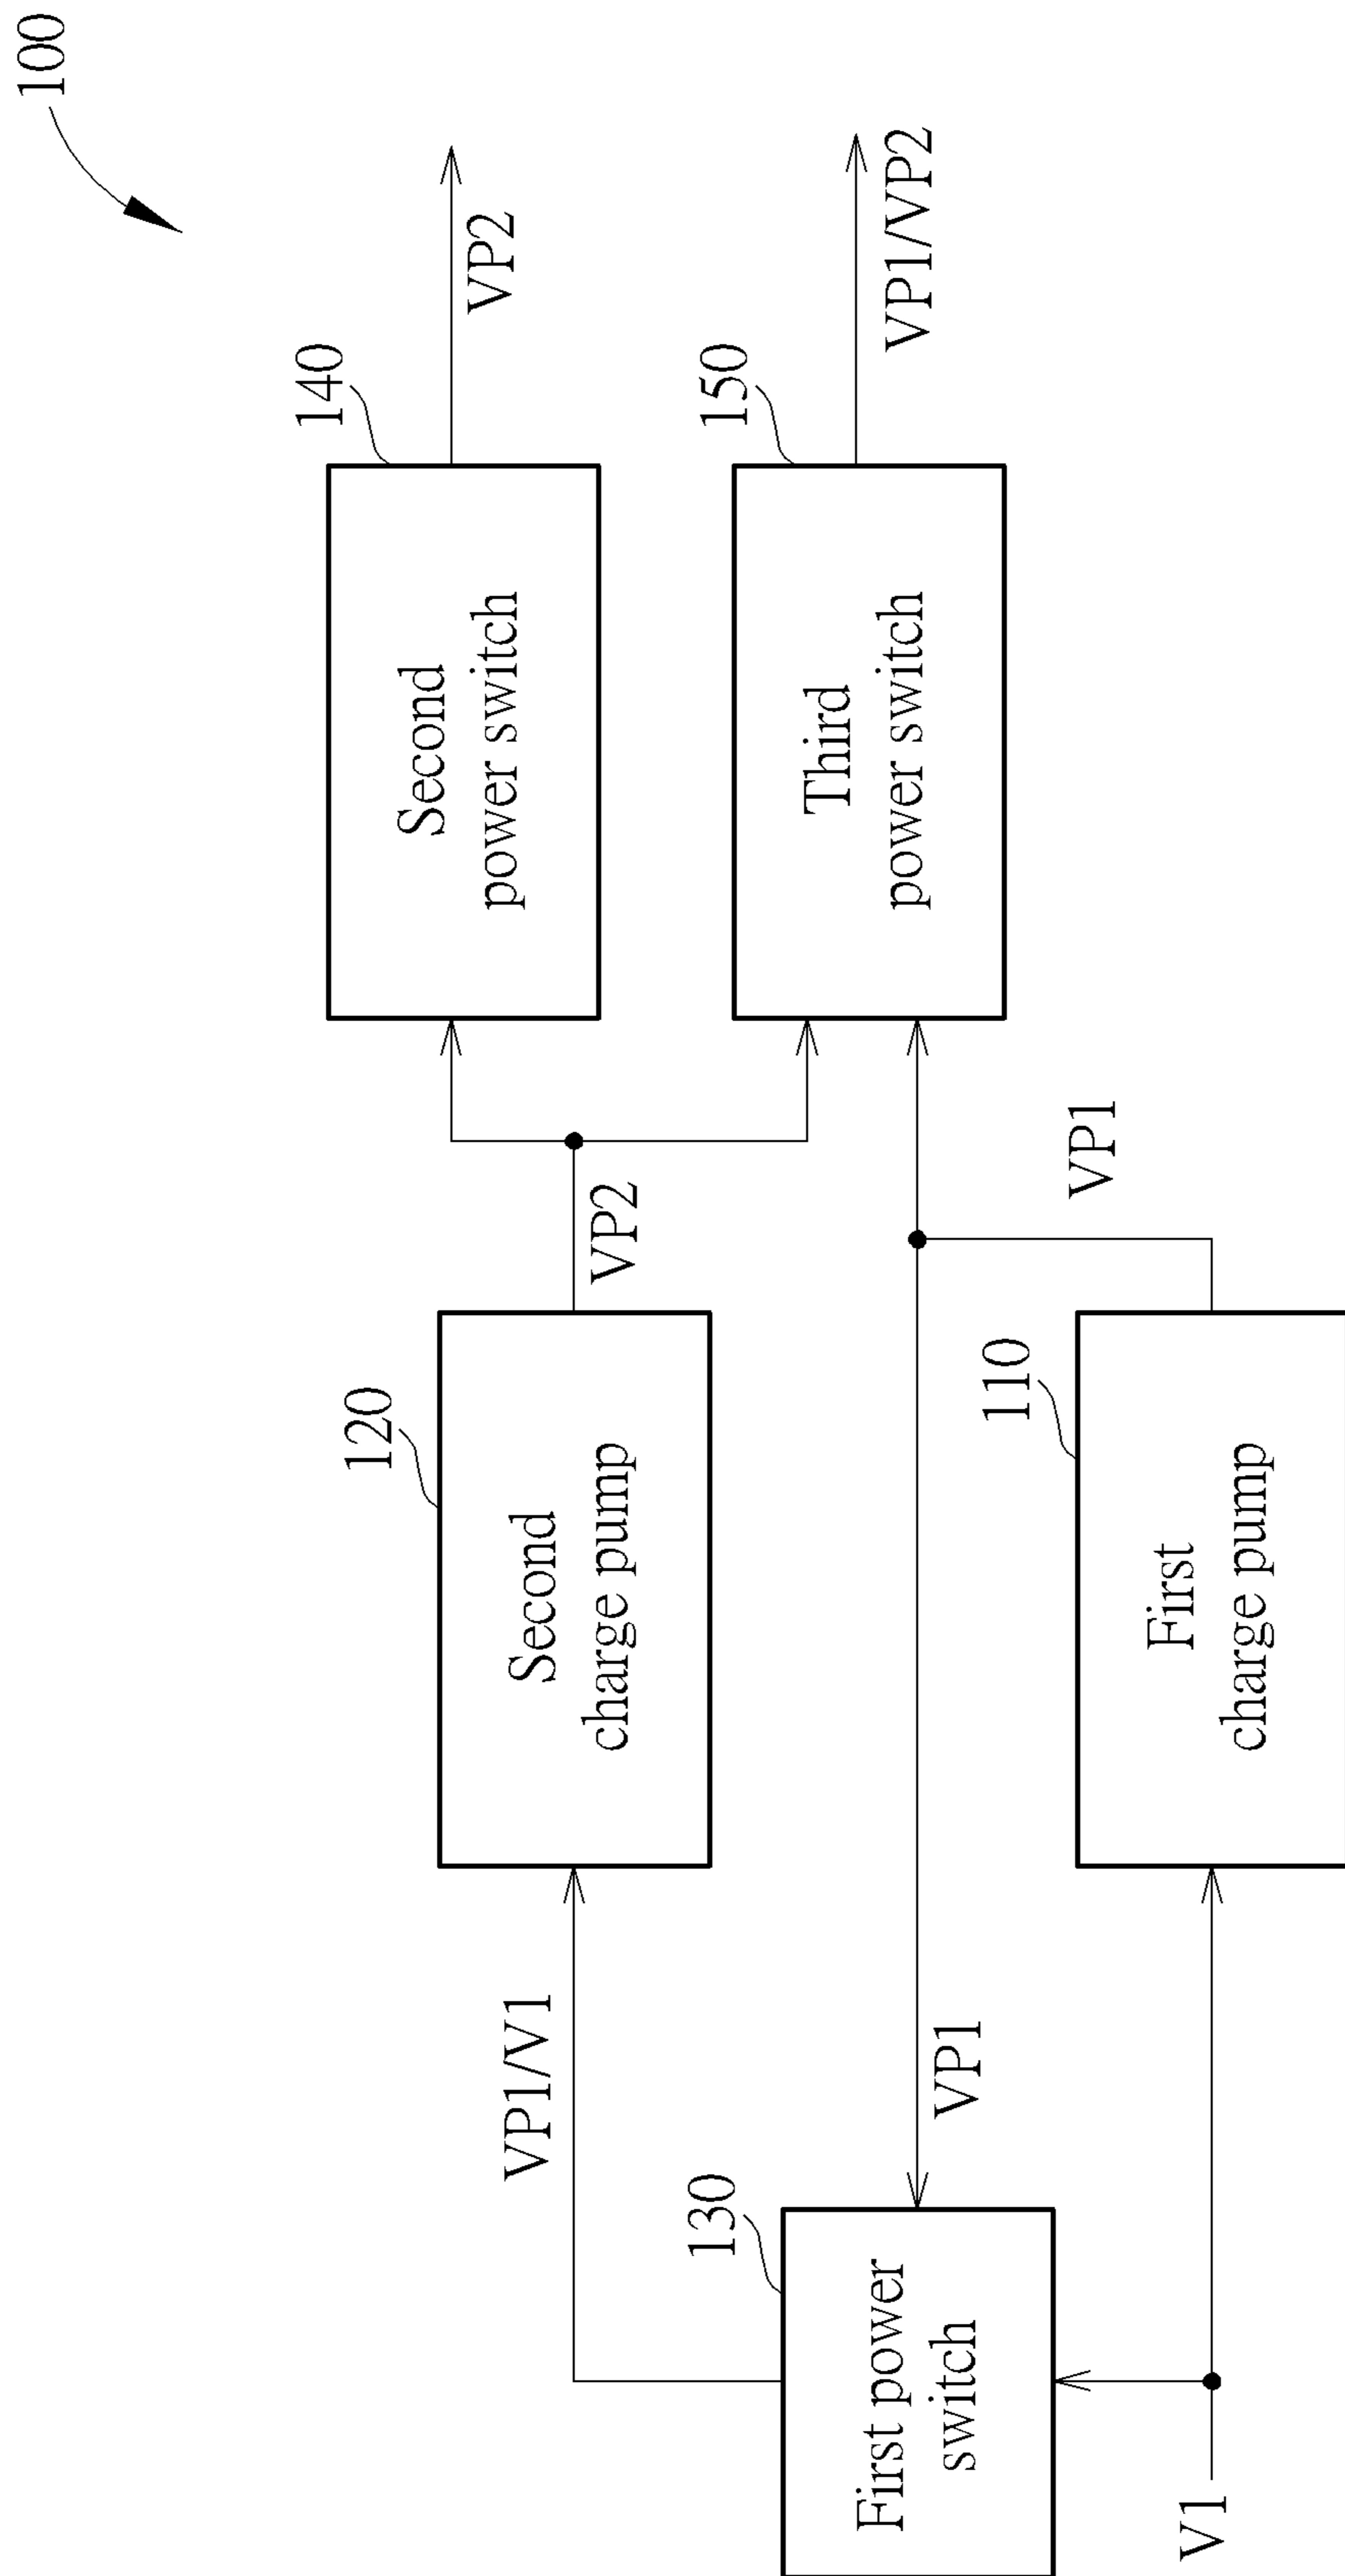 100
140
VP2
Second
power switch
150
VP1/VP2
Third
power switch
VP2
VP1
120
Second
charge pump
110
First
charge pump
VP1/V1
VP1
130
First power
switch
V1